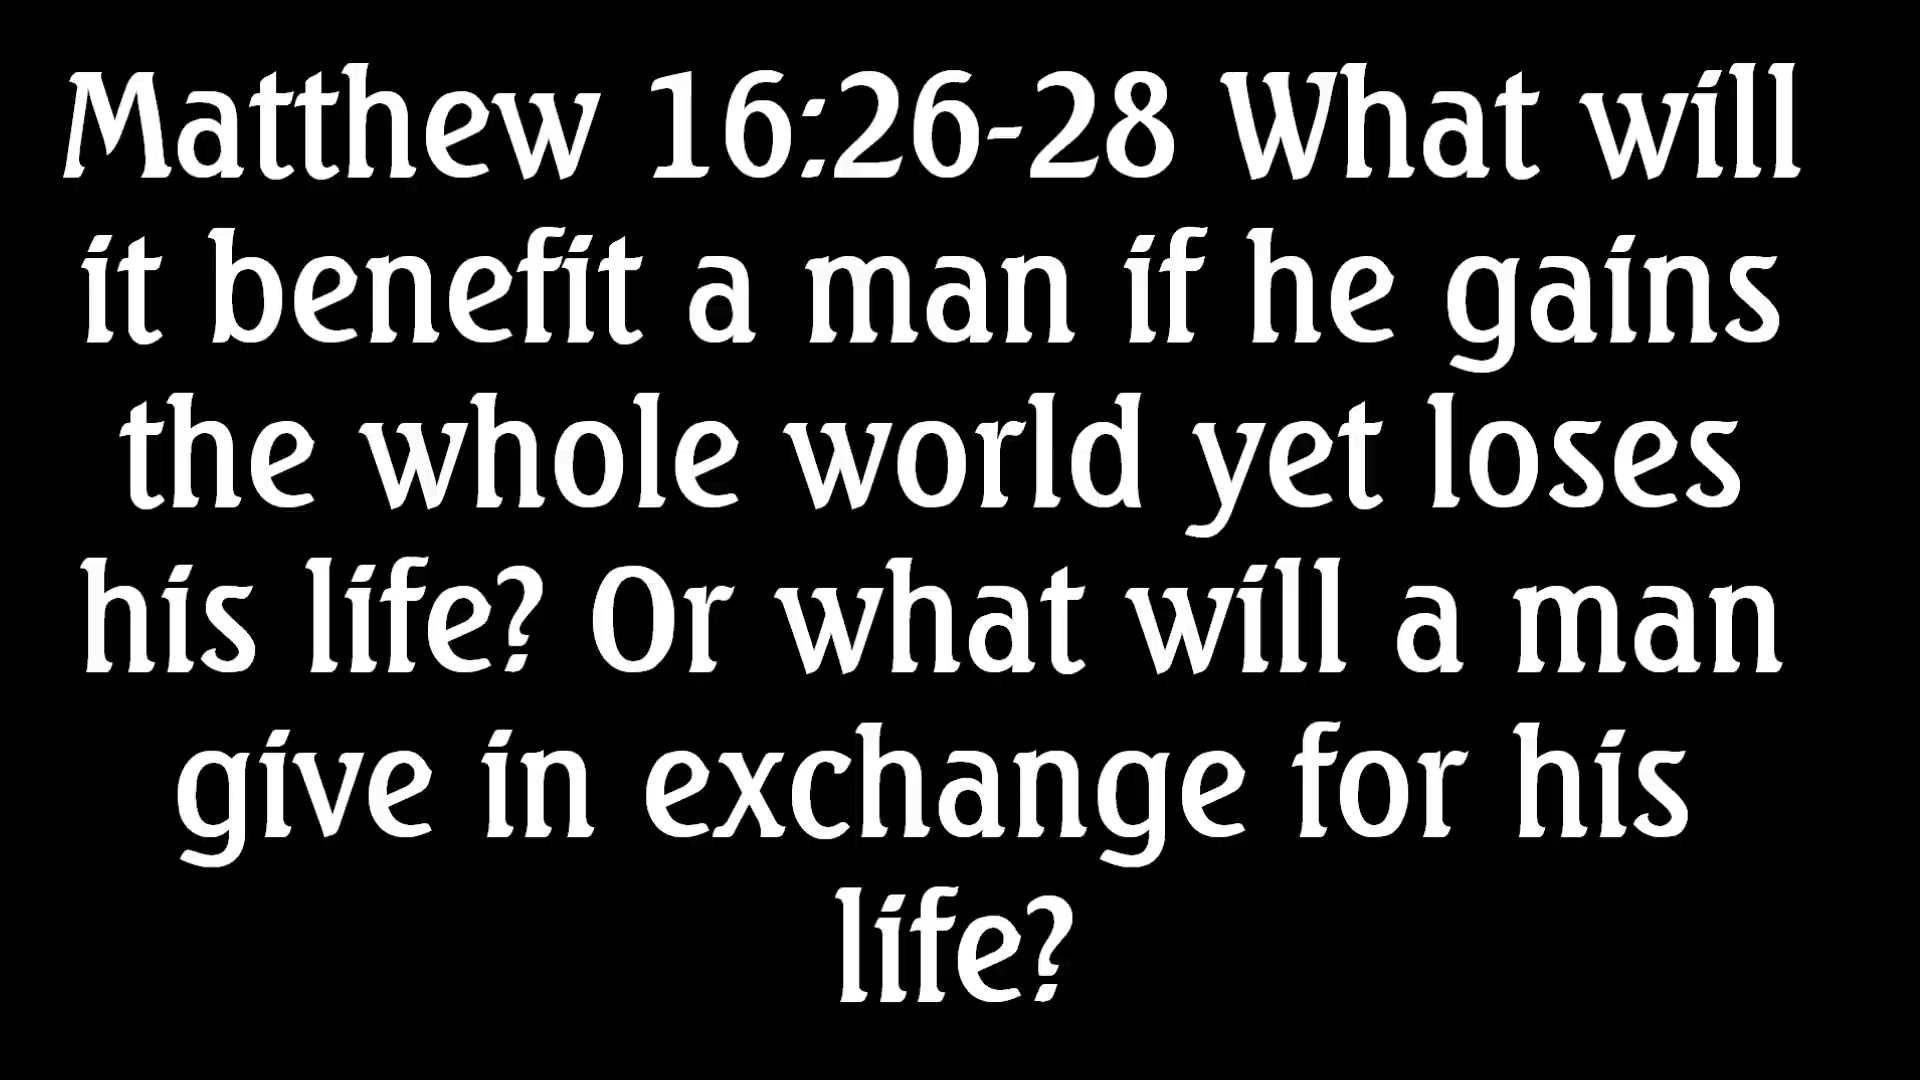 Matthew 16:26-28 What will
it benefit a man if he gains
the whole world yet loses
his life? Or what will a man
give in exchange for his
life?